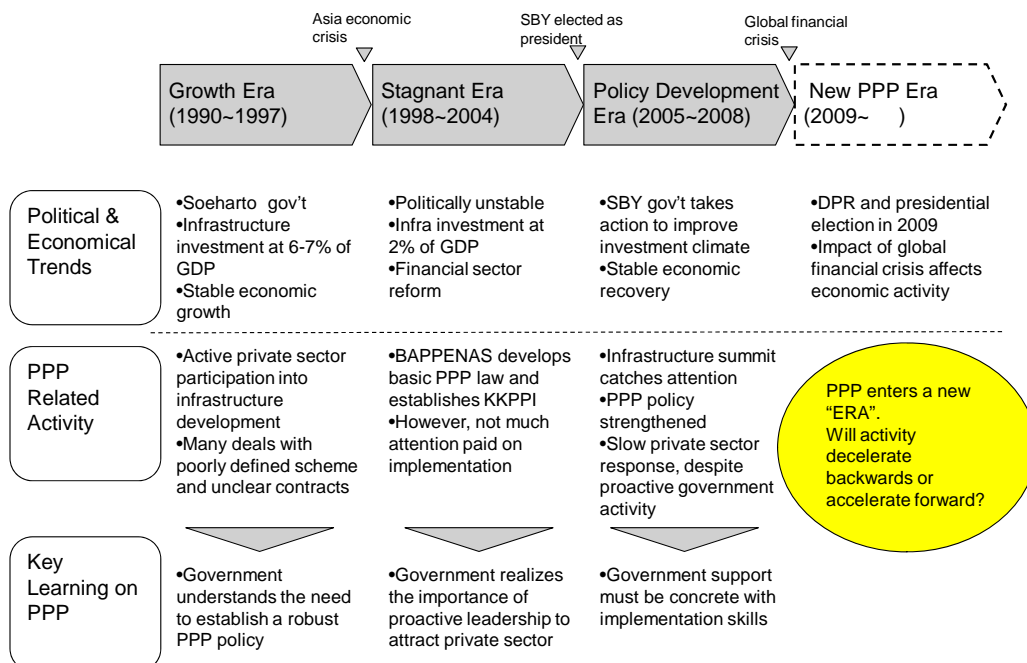 Asia economic
crisis
SBY elected as
president
Global financial
crisis
Growth Era
(1990~1997)
Stagnant Era
(1998~2004)
Policy Development
Era (2005~2008)
New PPP Era
(2009~ )
Political &
Economical
Trends
•Soeharto gov't
•Infrastructure
investment at 6-7% of
GDP
•Stable economic
growth
•Politically unstable
•Infra investment at
2% of GDP
•Financial sector
reform
•SBY gov't takes
action to improve
investment climate
•Stable economic
recovery
•DPR and presidential
election in 2009
•Impact of global
financial crisis affects
economic activity
PPP
Related
Activity
•Active private sector
participation into
infrastructure
development
•Many deals with
poorly defined scheme
and unclear contracts
•BAPPENAS develops
basic PPP law and
establishes KKPPI
•However, not much
attention paid on
implementation
•Infrastructure summit
catches attention
•PPP policy
strengthened
•Slow private sector
response, despite
proactive government
activity
PPP enters a new
“ERA”.
Will activity
decelerate
backwards or
accelerate forward?
Key
Learning on
PPP
•Government
understands the need
to establish a robust
PPP policy
•Government realizes
the importance of
proactive leadership to
attract private sector
•Government support
must be concrete with
implementation skills